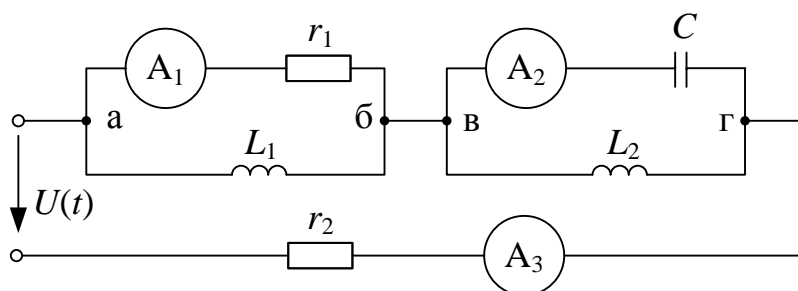 r₁ C
A₁ A₂
а б в г
L₁ L₂
U(t)
r₂
A₃